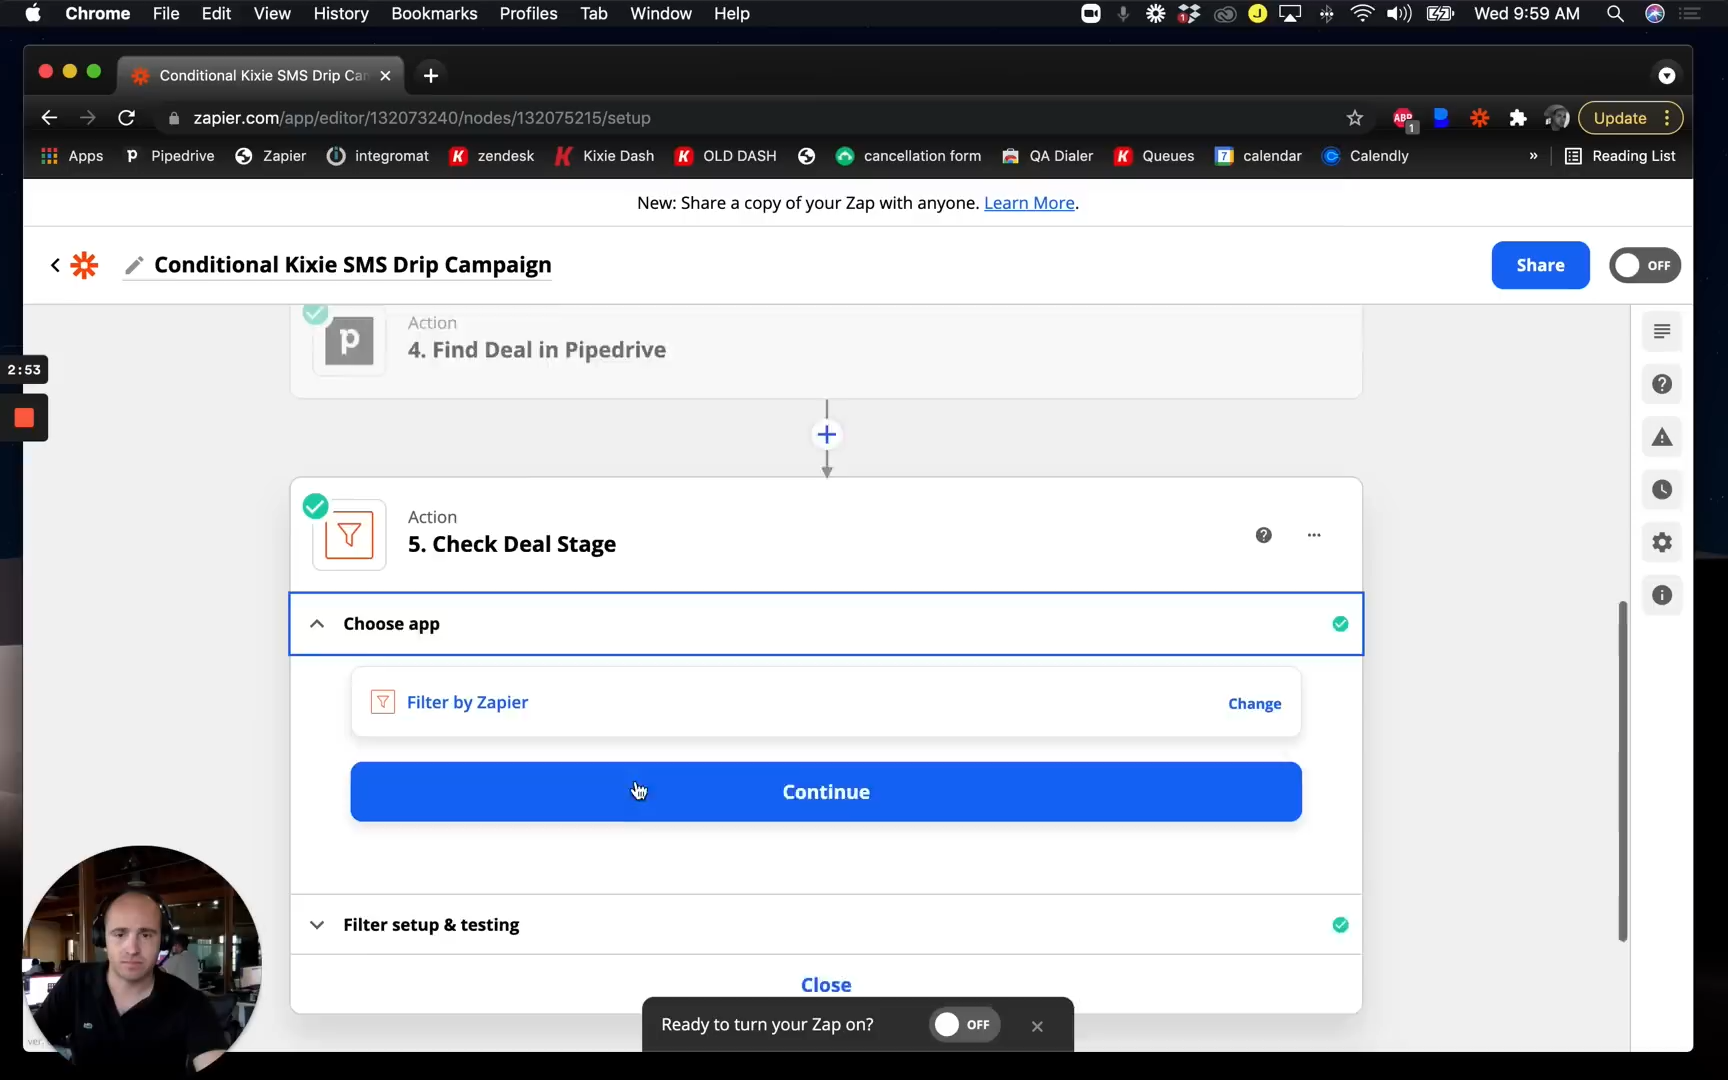 Chrome File Edit View History Bookmarks Profiles Tab Window Help Wed 9:59 AM
Conditional Kixie SMS Drip Car
zapier.com/app/editor/132073240/nodes/132075215/setup
ABP 1
Update
Apps Pipedrive Zapier integromat zendesk Kixie Dash OLD DASH cancellation form QA Dialer Queues calendar Calendly » Reading List
New: Share a copy of your Zap with anyone. Learn More.
Conditional Kixie SMS Drip Campaign
Share
OFF
Action
4. Find Deal in Pipedrive
2:53
Action
5. Check Deal Stage
Choose app
Filter by Zapier
Change
Continue
Filter setup & testing
Close
Ready to turn your Zap on?
OFF